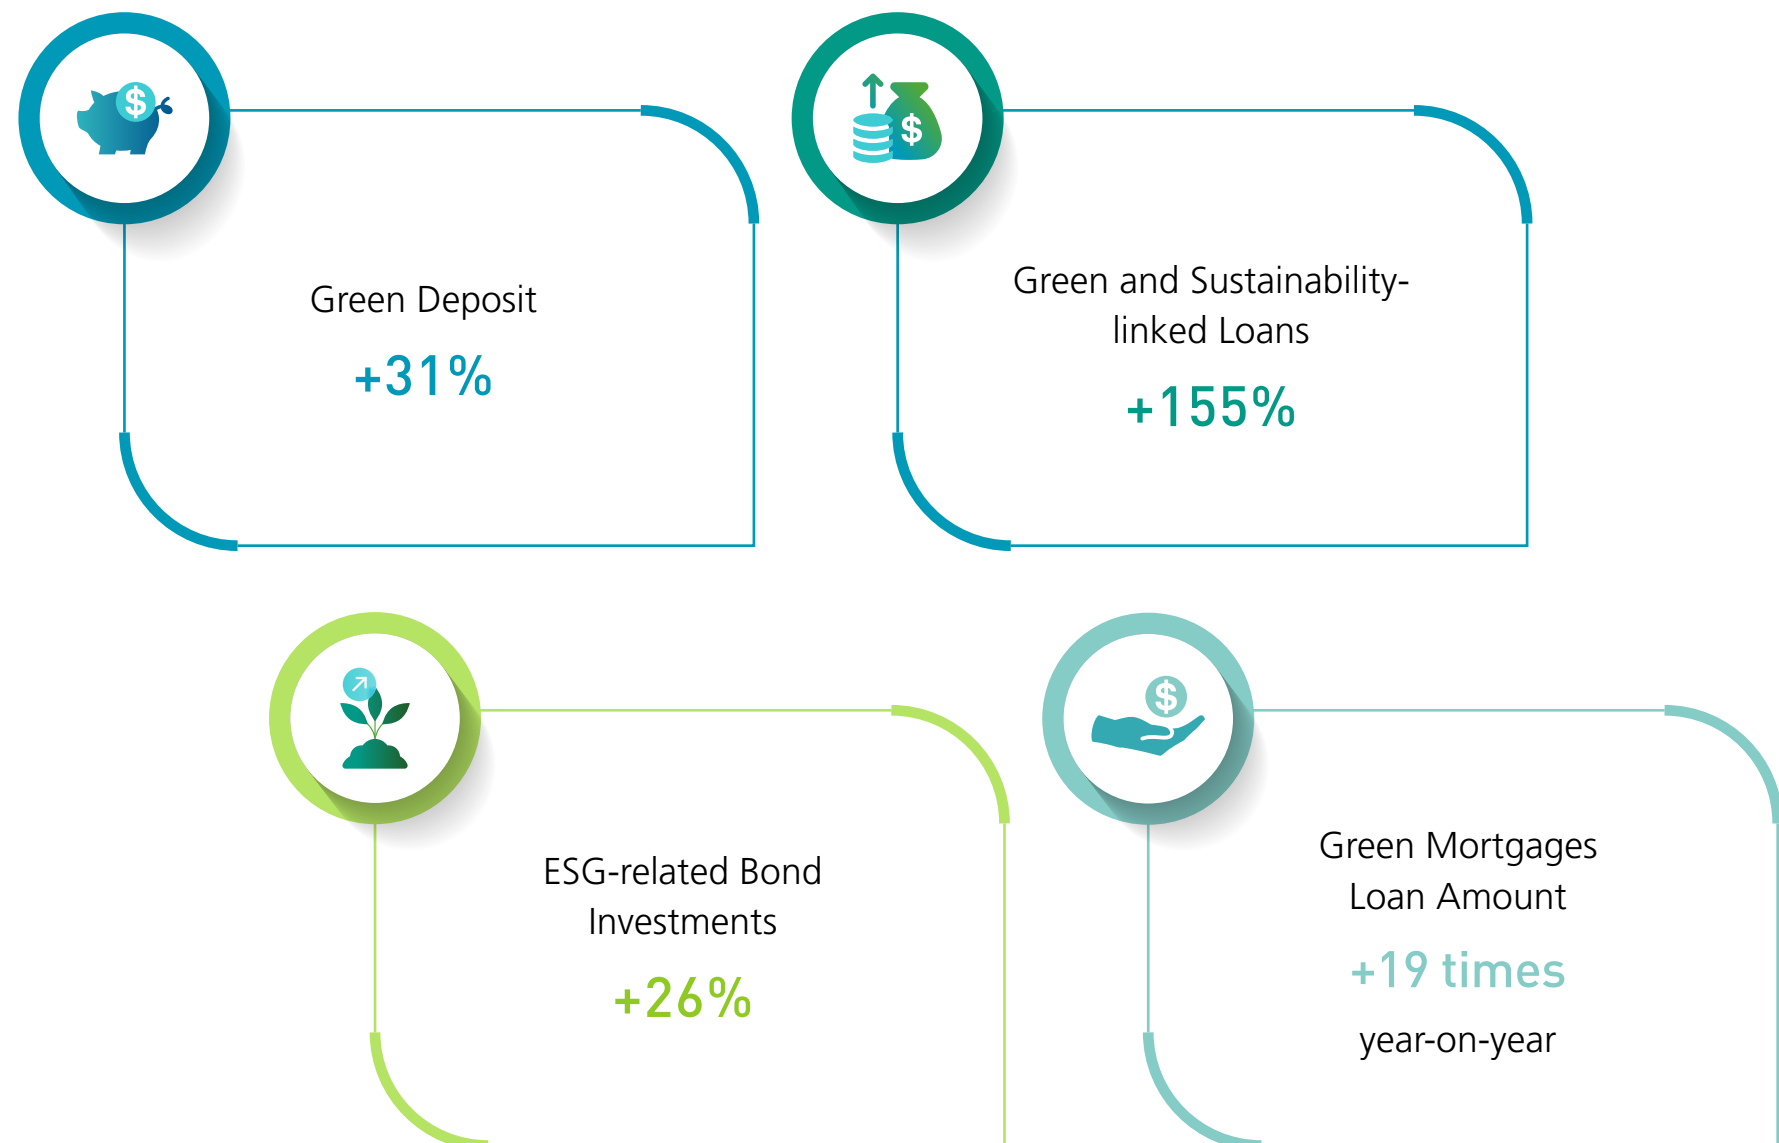 Green Deposit
+31%
Green and Sustainability-
linked Loans
+155%
ESG-related Bond
Investments
+26%
Green Mortgages
Loan Amount
+19 times
year-on-year